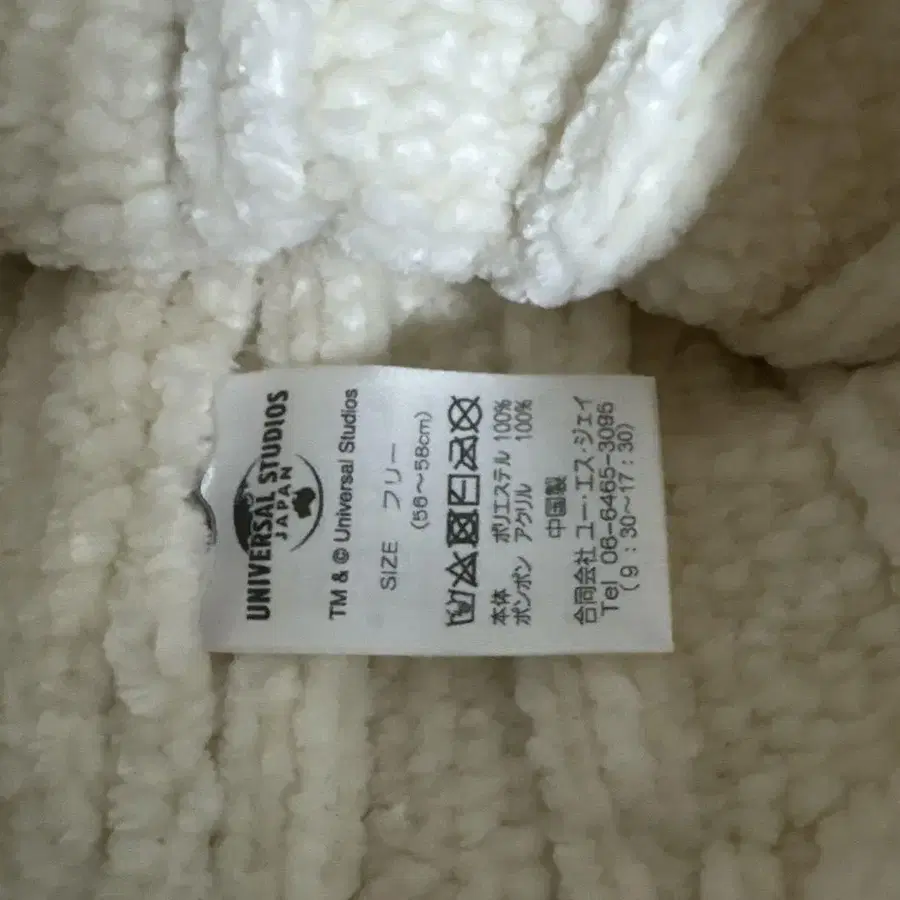 UNIVERSAL STUDIOS
JAPAN
TM & © Universal Studios
SIZE フリー
(56～58cm)
本体 ポリエステル 100%
ポンポン アクリル 100%
中国製
合同会社 ユー・エス・ジェイ
Tel 06-6465-3095
(9:30～17:30)